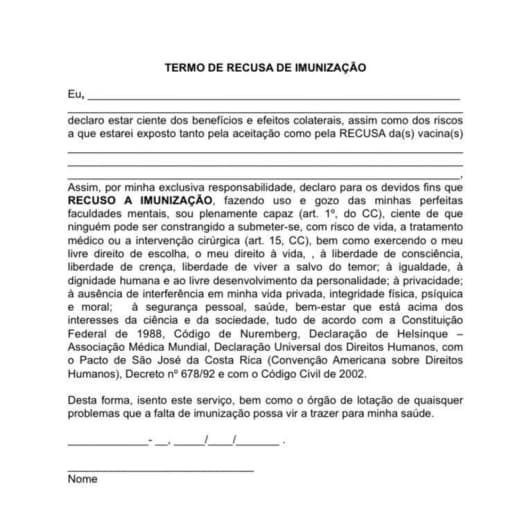 TERMO DE RECUSA DE IMUNIZAÇÃO
Eu, ___
declaro estar ciente dos benefícios e efeitos colaterais, assim como dos riscos
a que estarei exposto tanto pela aceitação como pela RECUSA da(s) vacina(s)
___.
Assim, por minha exclusiva responsabilidade, declaro para os devidos fins que
RECUSO A IMUNIZAÇÃO, fazendo uso e gozo das minhas perfeitas
faculdades mentais, sou plenamente capaz (art. 1º, do CC), ciente de que
ninguém pode ser constrangido a submeter-se, com risco de vida, a tratamento
médico ou a intervenção cirúrgica (art. 15, CC), bem como exercendo o meu
livre direito de escolha, o meu direito à vida, , à liberdade de consciência,
liberdade de crença, liberdade de viver a salvo do temor; à igualdade, à
dignidade humana e ao livre desenvolvimento da personalidade; à privacidade;
à ausência de interferência em minha vida privada, integridade física, psíquica
e moral; à segurança pessoal, saúde, bem-estar que está acima dos
interesses da ciência e da sociedade, tudo de acordo com a Constituição
Federal de 1988, Código de Nuremberg, Declaração de Helsinque –
Associação Médica Mundial, Declaração Universal dos Direitos Humanos, com
o Pacto de São José da Costa Rica (Convenção Americana sobre Direitos
Humanos), Decreto nº 678/92 e com o Código Civil de 2002.
Desta forma, isento este serviço, bem como o órgão de lotação de quaisquer
problemas que a falta de imunização possa vir a trazer para minha saúde.
___-__, ___/___/___.
Nome